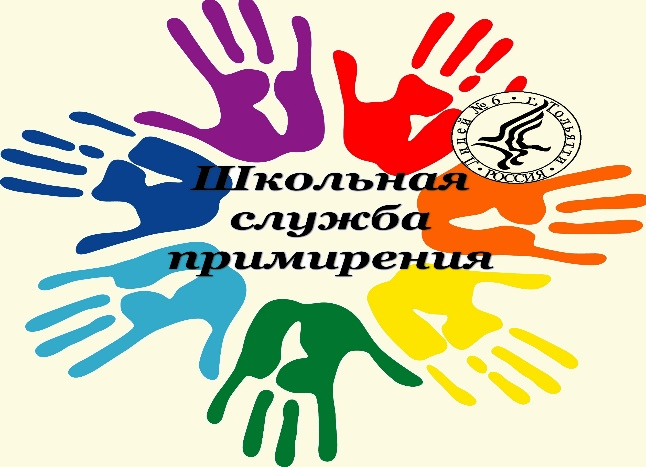 Школьная
служба
примирения
Лицей № 6 • г. Тольятти
• РОССИЯ •